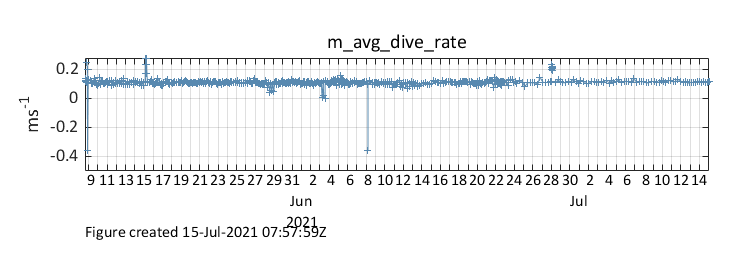 m_avg_dive_rate
0.2
0
-0.2
-0.4
ms-1
9 11 13 15 17 19 21 23 25 27 29 31 2 4 6 8 10 12 14 16 18 20 22 24 26 28 30 2 4 6 8 10 12 14
Jun Jul
2021
Figure created 15-Jul-2021 07:57:59Z